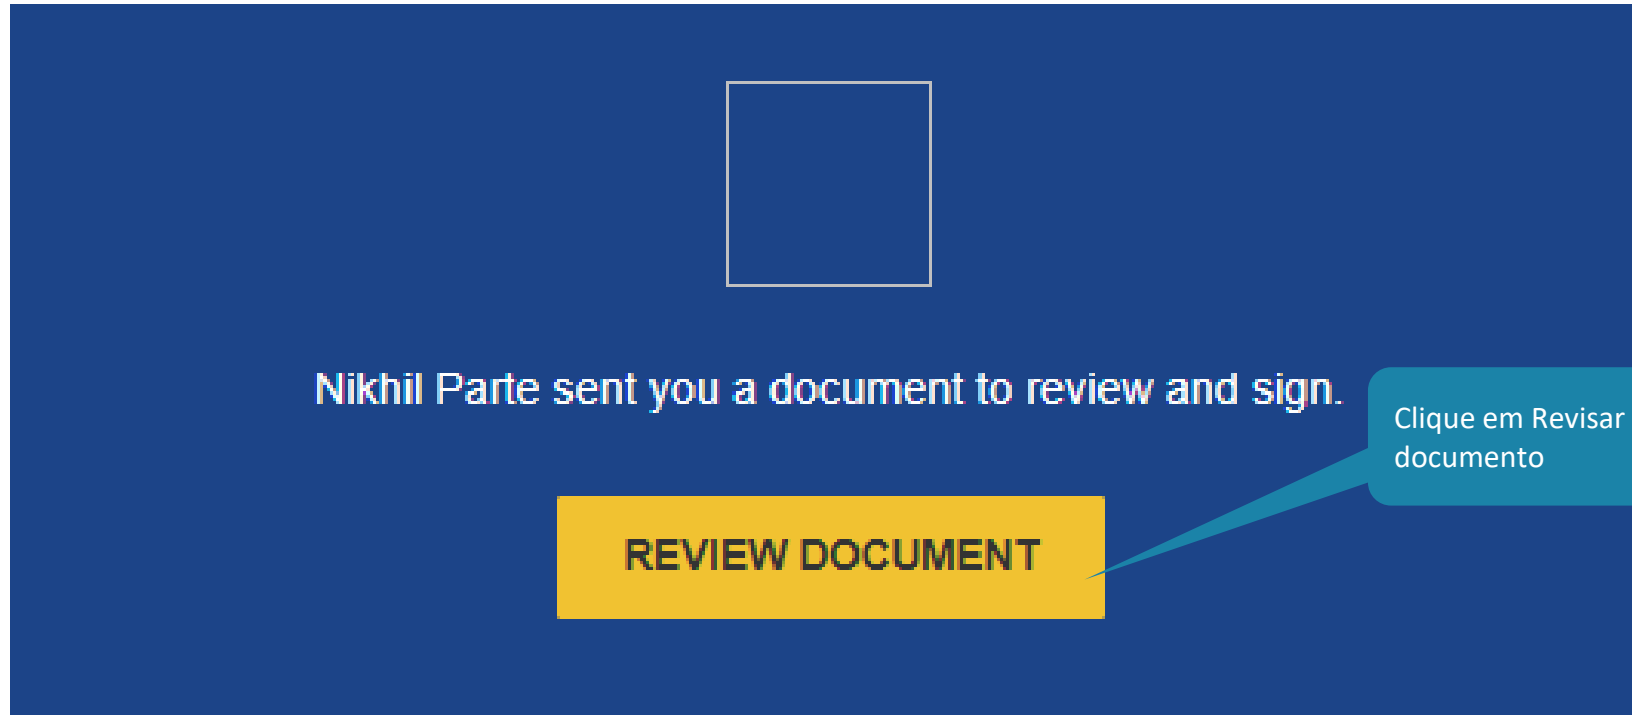 Nikhil Parte sent you a document to review and sign.
Clique em Revisar
documento
REVIEW DOCUMENT